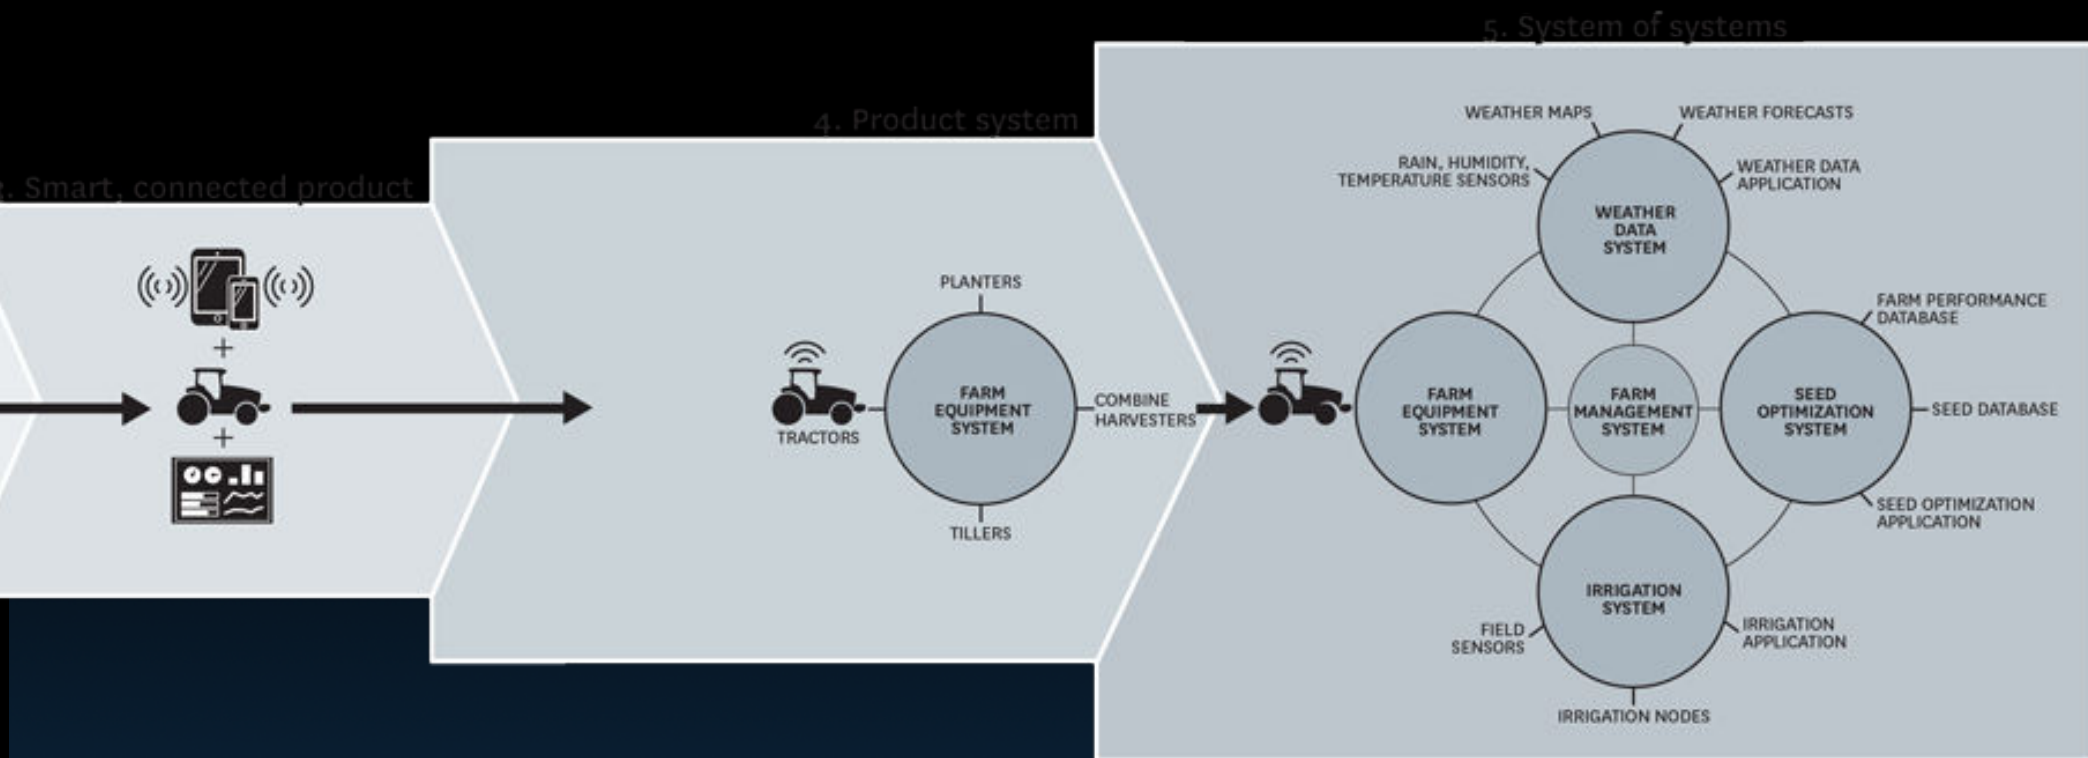 5. System of systems
4. Product system
3. Smart, connected product
PLANTERS
TRACTORS
FARM
EQUIPMENT
SYSTEM
COMBINE
HARVESTERS
TILLERS
WEATHER MAPS
WEATHER FORECASTS
RAIN, HUMIDITY,
TEMPERATURE SENSORS
WEATHER DATA
APPLICATION
WEATHER
DATA
SYSTEM
FARM PERFORMANCE
DATABASE
FARM
EQUIPMENT
SYSTEM
FARM
MANAGEMENT
SYSTEM
SEED
OPTIMIZATION
SYSTEM
SEED DATABASE
SEED OPTIMIZATION
APPLICATION
IRRIGATION
SYSTEM
FIELD
SENSORS
IRRIGATION
APPLICATION
IRRIGATION NODES